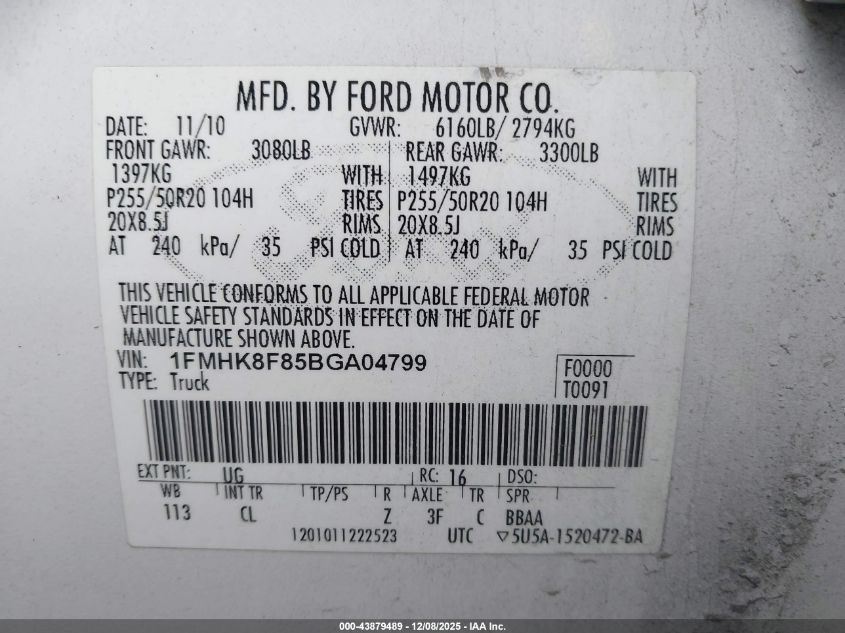 MFD. BY FORD MOTOR CO.
DATE: 11/10 GVWR: 6160LB/ 2794KG
FRONT GAWR: 3080LB REAR GAWR: 3300LB
1397KG WITH 1497KG WITH
P255/50R20 104H TIRES P255/50R20 104H TIRES
20X8.5J RIMS 20X8.5J RIMS
AT 240 kPa/ 35 PSI COLD AT 240 kPa/ 35 PSI COLD
THIS VEHICLE CONFORMS TO ALL APPLICABLE FEDERAL MOTOR
VEHICLE SAFETY STANDARDS IN EFFECT ON THE DATE OF
MANUFACTURE SHOWN ABOVE.
VIN: 1FMHK8F85BGA04799 F0000
TYPE: Truck T0091
EXT PNT: UG RC: 16 DSO:
WB INT TR TP/PS R AXLE TR SPR
113 CL Z 3F C BBAA
1201011222523 UTC ▽5U5A-1520472-BA
000-43879489 - 12/08/2025 - IAA Inc.